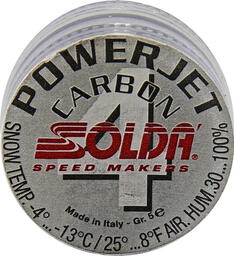 POWERJET
CARBON
4
SOLDA'
SPEED MAKERS
Made in Italy - Gr. 5 e
SNOW TEMP. -4° ... -13°C / 25° ... 8°F AIR. HUM. 30...100%